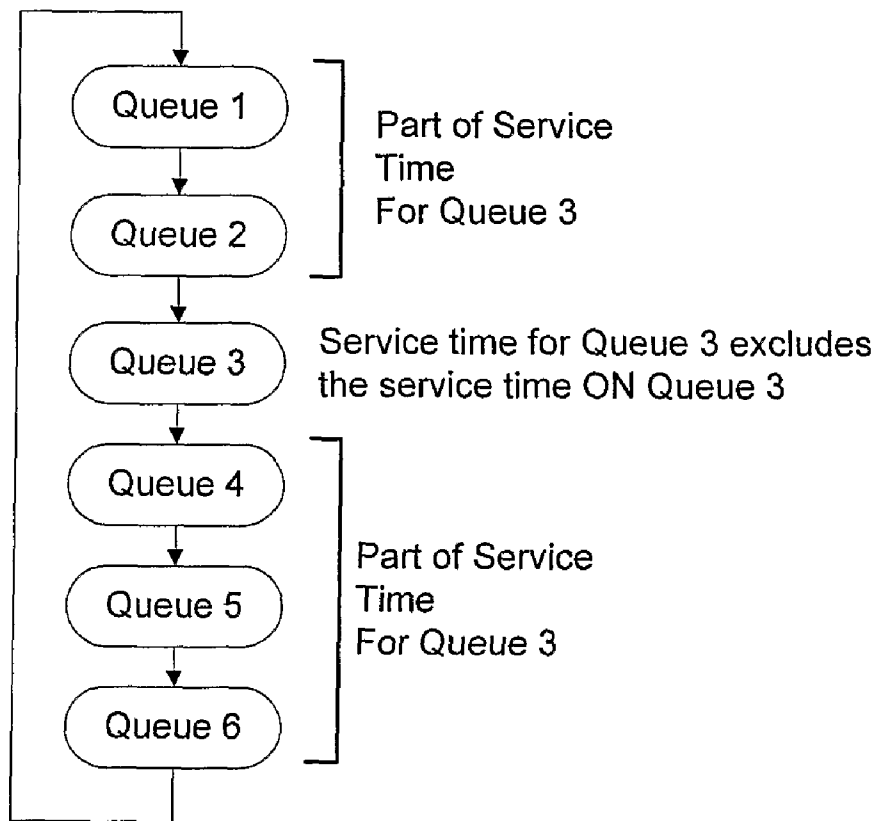 Queue 1
Part of Service
Time
For Queue 3
Queue 2
Queue 3
Service time for Queue 3 excludes
the service time ON Queue 3
Queue 4
Part of Service
Time
For Queue 3
Queue 5
Queue 6